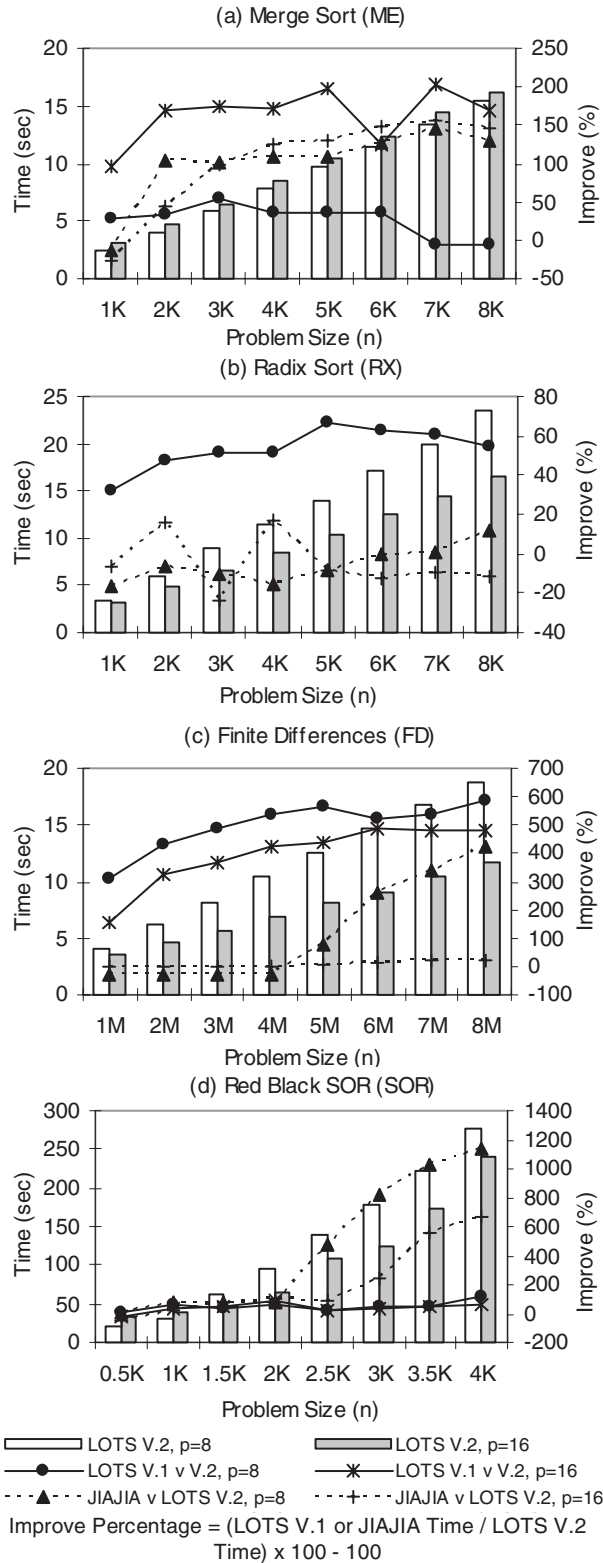 (a) Merge Sort (ME)
Time (sec)
20
15
10
5
0
250
200
150
100
50
0
-50
Improve (%)
1K 2K 3K 4K 5K 6K 7K 8K
Problem Size (n)
(b) Radix Sort (RX)
Time (sec)
25
20
15
10
5
0
80
60
40
20
0
-20
-40
Improve (%)
1K 2K 3K 4K 5K 6K 7K 8K
Problem Size (n)
(c) Finite Differences (FD)
Time (sec)
20
15
10
5
0
700
600
500
400
300
200
100
0
-100
Improve (%)
1M 2M 3M 4M 5M 6M 7M 8M
Problem Size (n)
(d) Red Black SOR (SOR)
Time (sec)
300
250
200
150
100
50
0
1400
1200
1000
800
600
400
200
0
-200
Improve (%)
0.5K 1K 1.5K 2K 2.5K 3K 3.5K 4K
Problem Size (n)
LOTS V.2, p=8 LOTS V.2, p=16
LOTS V.1 v V.2, p=8 LOTS V.1 v V.2, p=16
JIAJIA v LOTS V.2, p=8 JIAJIA v LOTS V.2, p=16
Improve Percentage = (LOTS V.1 or JIAJIA Time / LOTS V.2
Time) x 100 - 100